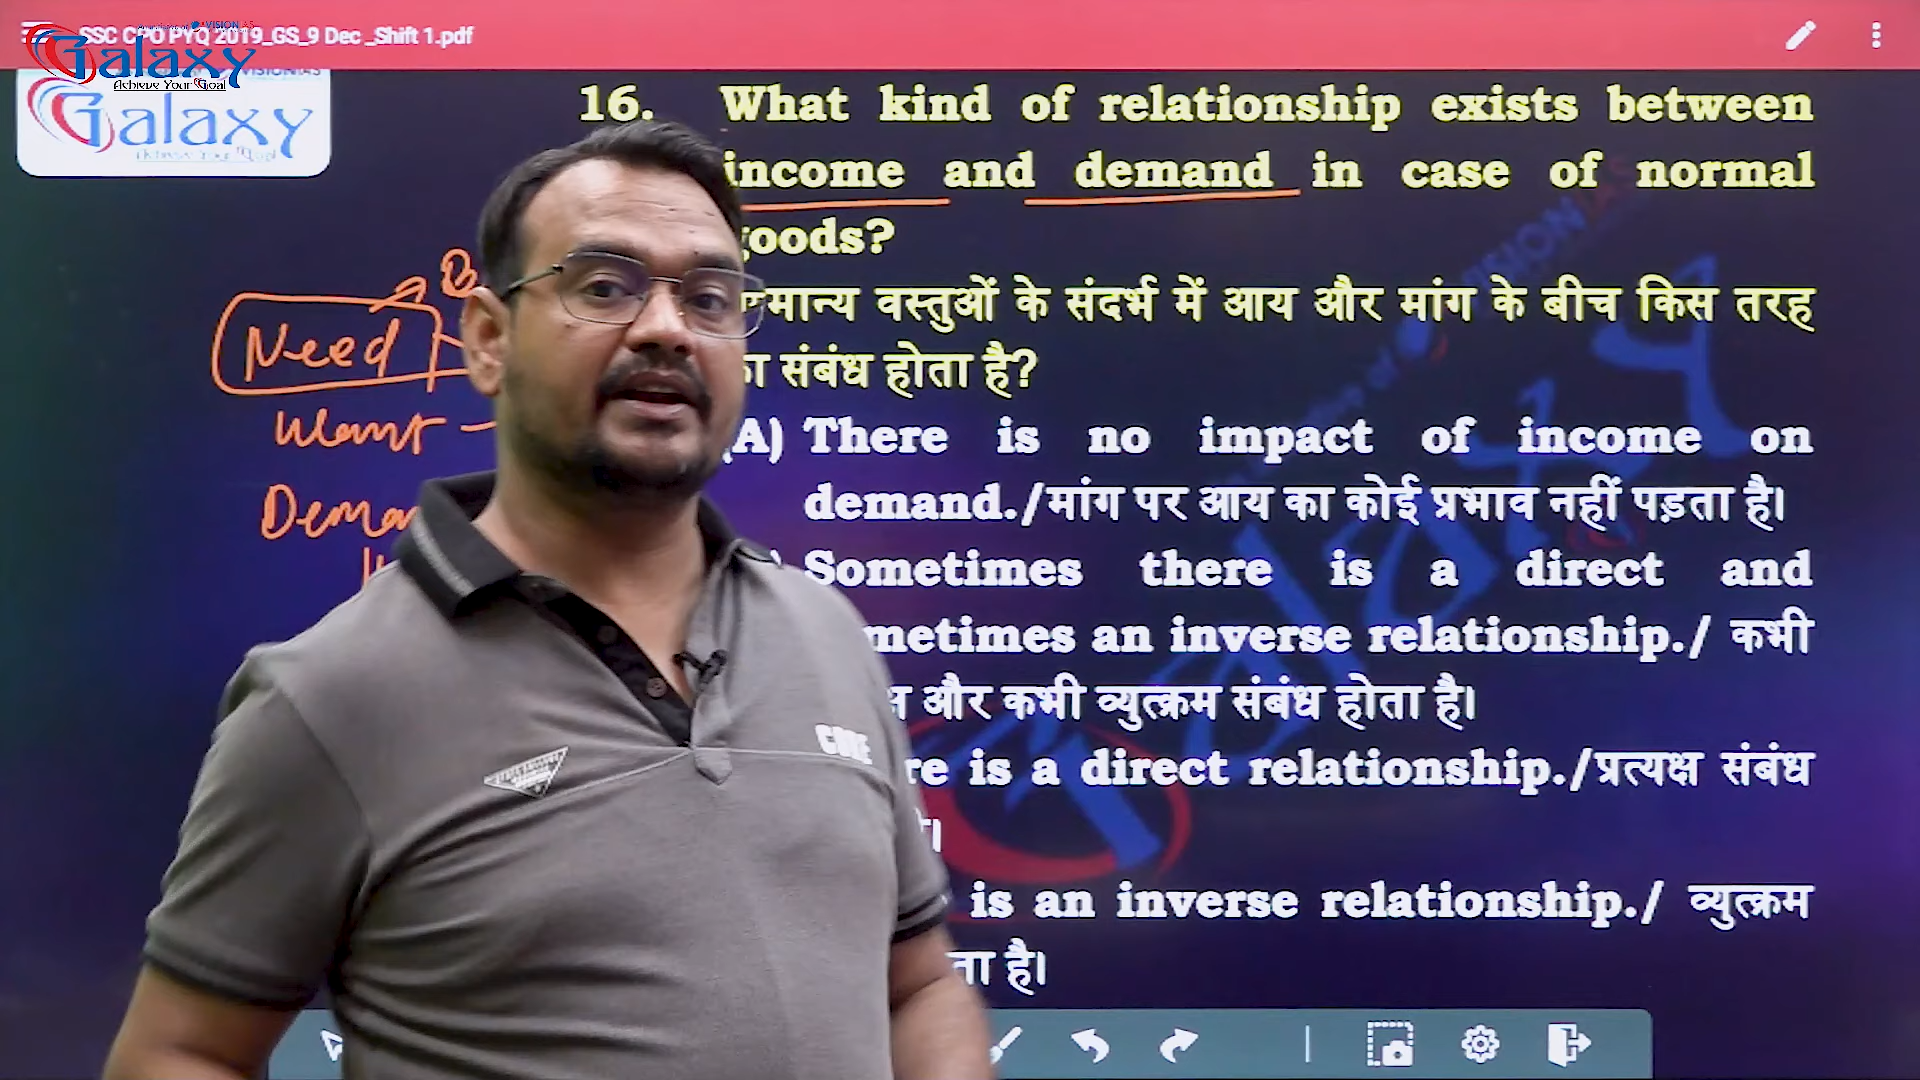 SSC CPO PYQ 2019_GS_9 Dec _Shift 1.pdf
VISION IAS
Galaxy
Achieve Your Goal
Galaxy
16. What kind of relationship exists between
income and demand in case of normal
goods?
वस्तुओं के संदर्भ में आय और मांग के बीच किस तरह
संबंध होता है?
(A) There is no impact of income on
demand./मांग पर आय का कोई प्रभाव नहीं पड़ता है।
Sometimes there is a direct and
an inverse relationship./ कभी
और कभी व्युत्क्रम संबंध होता है।
is a direct relationship./प्रत्यक्ष संबंध
is an inverse relationship./ व्युत्क्रम
है।
Need
Want